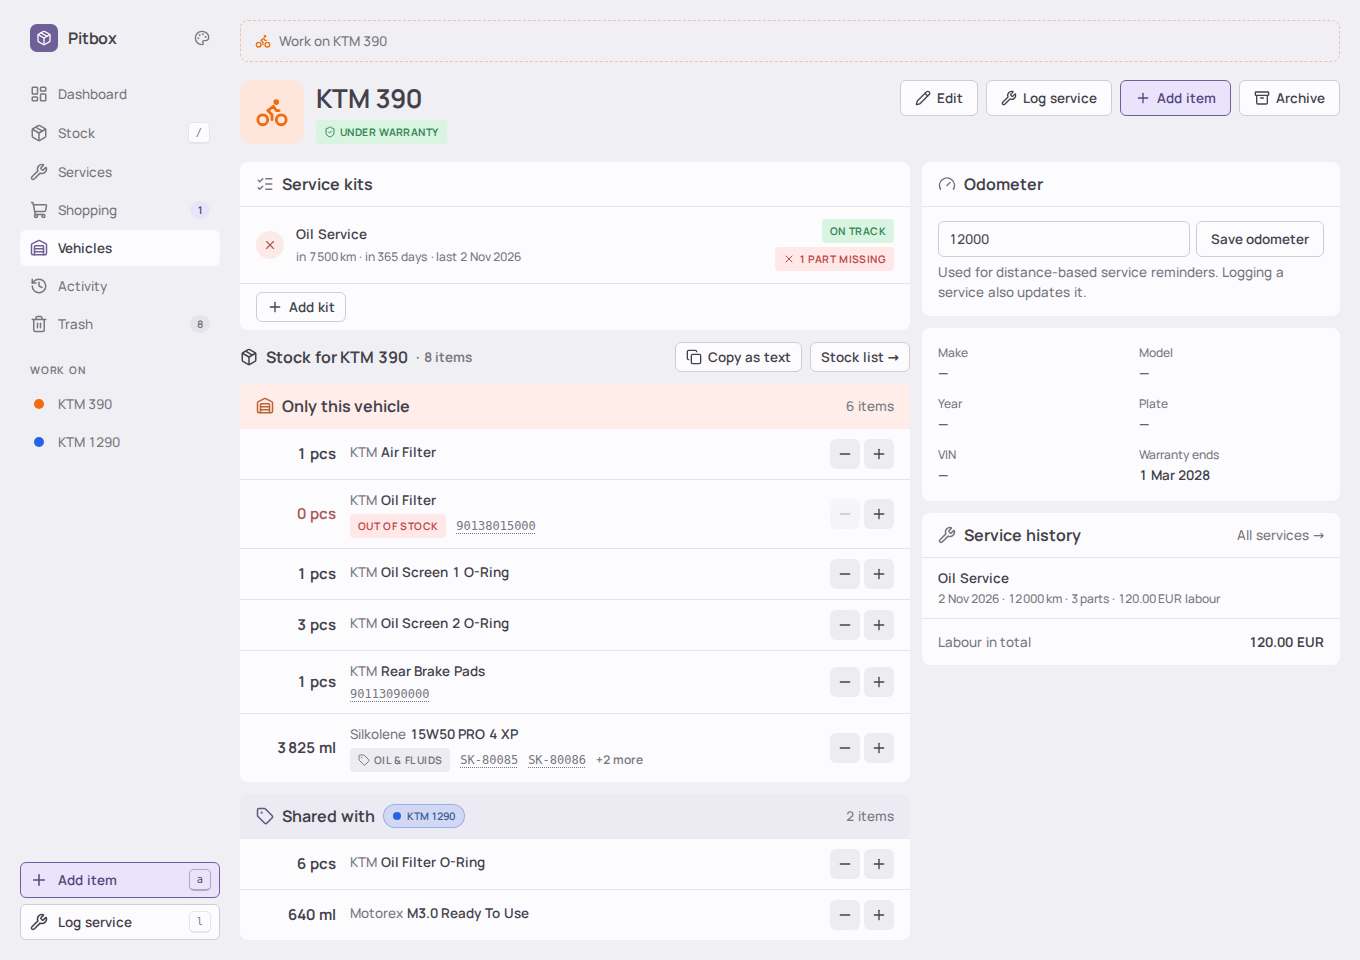 Pitbox
Dashboard
Stock /
Services
Shopping 1
Vehicles
Activity
Trash 8
WORK ON
KTM 390
KTM 1290
Add item a
Log service l
Work on KTM 390
KTM 390
UNDER WARRANTY
Edit
Log service
Add item
Archive
Service kits
Oil Service
in 7 500 km · in 365 days · last 2 Nov 2026
ON TRACK
1 PART MISSING
Add kit
Stock for KTM 390 · 8 items
Copy as text
Stock list →
Only this vehicle 6 items
1 pcs KTM Air Filter
0 pcs KTM Oil Filter
OUT OF STOCK 90138015000
1 pcs KTM Oil Screen 1 O-Ring
3 pcs KTM Oil Screen 2 O-Ring
1 pcs KTM Rear Brake Pads
90113090000
3 825 ml Silkolene 15W50 PRO 4 XP
OIL & FLUIDS SK-80085 SK-80086 +2 more
Shared with KTM 1290 2 items
6 pcs KTM Oil Filter O-Ring
640 ml Motorex M3.0 Ready To Use
Odometer
12000
Save odometer
Used for distance-based service reminders. Logging a
service also updates it.
Make Model
— —
Year Plate
— —
VIN Warranty ends
— 1 Mar 2028
Service history All services →
Oil Service
2 Nov 2026 · 12 000 km · 3 parts · 120.00 EUR labour
Labour in total 120.00 EUR